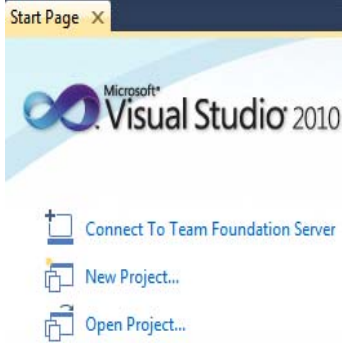 Start Page X
Microsoft®
Visual Studio® 2010
Connect To Team Foundation Server
New Project...
Open Project...